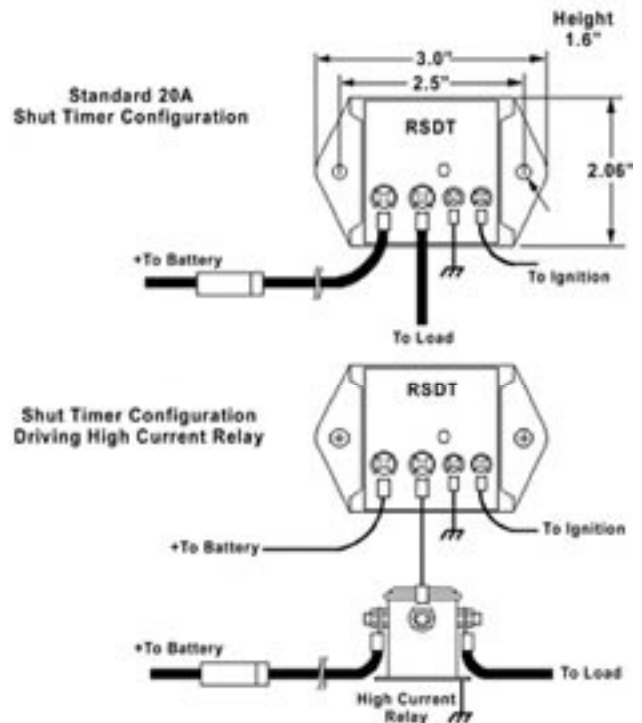 Height
1.6"
3.0"
2.5"
Standard 20A
Shut Timer Configuration
RSDT
2.06"
+To Battery
To Ignition
To Load
RSDT
Shut Timer Configuration
Driving High Current Relay
To Ignition
+To Battery
+To Battery
To Load
High Current
Relay